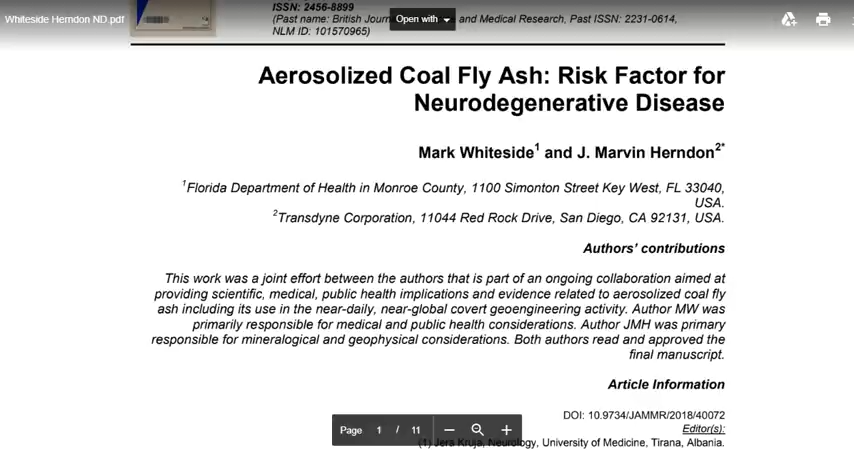 Whiteside Herndon ND.pdf
ISSN: 2456-8899
(Past name: British Journ and Medical Research, Past ISSN: 2231-0614,
NLM ID: 101570965)
Open with
Aerosolized Coal Fly Ash: Risk Factor for
Neurodegenerative Disease
Mark Whiteside1 and J. Marvin Herndon2*
1Florida Department of Health in Monroe County, 1100 Simonton Street Key West, FL 33040,
USA.
2Transdyne Corporation, 11044 Red Rock Drive, San Diego, CA 92131, USA.
Authors' contributions
This work was a joint effort between the authors that is part of an ongoing collaboration aimed at
providing scientific, medical, public health implications and evidence related to aerosolized coal fly
ash including its use in the near-daily, near-global covert geoengineering activity. Author MW was
primarily responsible for medical and public health considerations. Author JMH was primary
responsible for mineralogical and geophysical considerations. Both authors read and approved the
final manuscript.
Article Information
DOI: 10.9734/JAMMR/2018/40072
Editor(s):
Page 1 / 11
(1) Jera Kruja, Neurology, University of Medicine, Tirana, Albania.